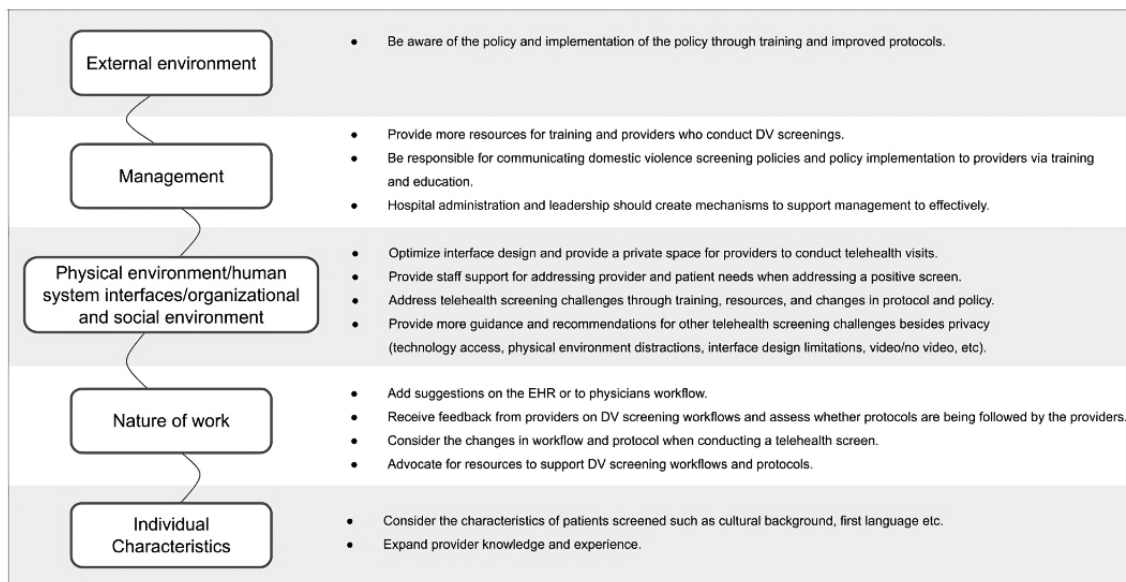 External environment
• Be aware of the policy and implementation of the policy through training and improved protocols.
Management
• Provide more resources for training and providers who conduct DV screenings.
• Be responsible for communicating domestic violence screening policies and policy implementation to providers via training
and education.
• Hospital administration and leadership should create mechanisms to support management to effectively.
Physical environment/human
system interfaces/organizational
and social environment
• Optimize interface design and provide a private space for providers to conduct telehealth visits.
• Provide staff support for addressing provider and patient needs when addressing a positive screen.
• Address telehealth screening challenges through training, resources, and changes in protocol and policy.
• Provide more guidance and recommendations for other telehealth screening challenges besides privacy
(technology access, physical environment distractions, interface design limitations, video/no video, etc).
Nature of work
• Add suggestions on the EHR or to physicians workflow.
• Receive feedback from providers on DV screening workflows and assess whether protocols are being followed by the providers.
• Consider the changes in workflow and protocol when conducting a telehealth screen.
• Advocate for resources to support DV screening workflows and protocols.
Individual
Characteristics
• Consider the characteristics of patients screened such as cultural background, first language etc.
• Expand provider knowledge and experience.